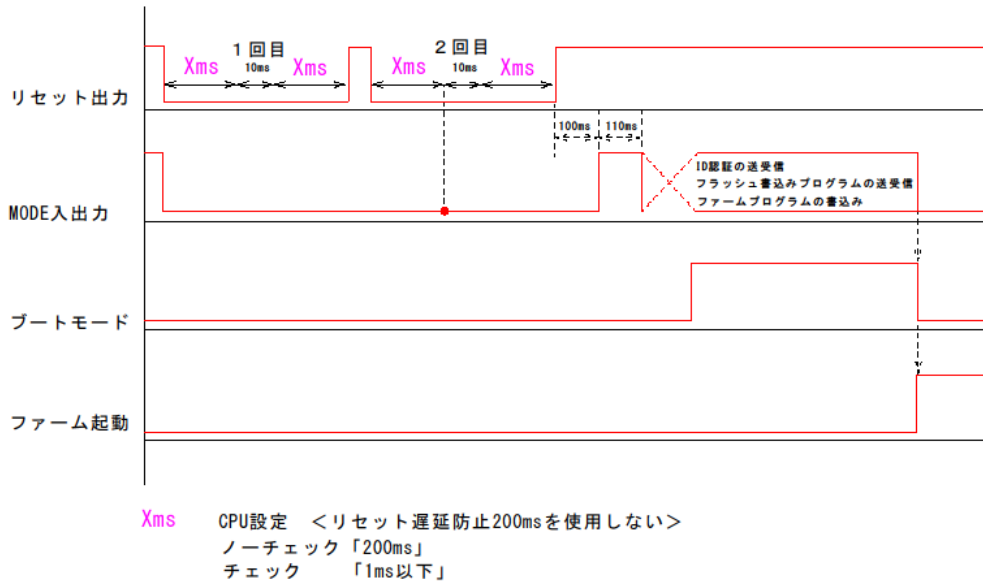 1回目
2回目
Xms
10ms
Xms
Xms
10ms
Xms
リセット出力
100ms
110ms
ID認証の送受信
フラッシュ書込みプログラムの送受信
ファームプログラムの書込み
MODE入出力
ブートモード
ファーム起動
Xms CPU設定 <リセット遅延防止200msを使用しない>
ノーチェック「200ms」
チェック 「1ms以下」